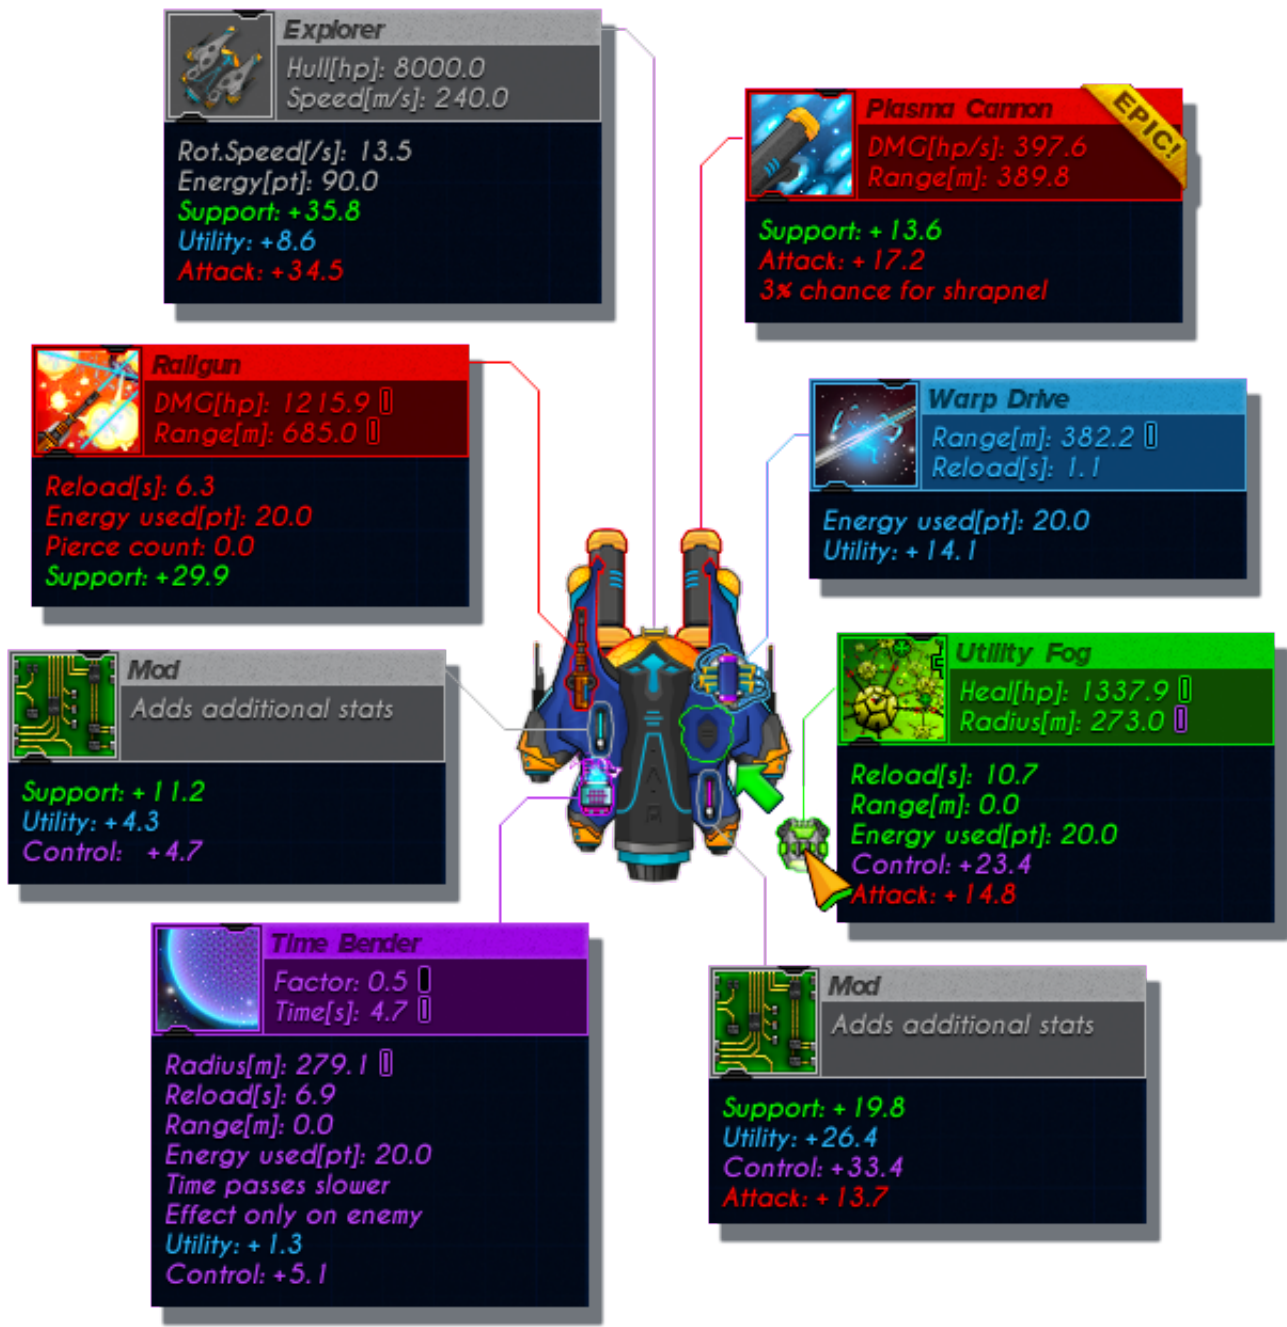 Explorer
Hull[hp]: 8000.0
Speed[m/s]: 240.0
Rot.Speed[/s]: 13.5
Energy[pt]: 90.0
Support: +35.8
Utility: +8.6
Attack: +34.5
Plasma Cannon
EPIC!
DMG[hp/s]: 397.6
Range[m]: 389.8
Support: +13.6
Attack: +17.2
3% chance for shrapnel
Railgun
DMG[hp]: 1215.9
Range[m]: 685.0
Reload[s]: 6.3
Energy used[pt]: 20.0
Pierce count: 0.0
Support: +29.9
Warp Drive
Range[m]: 382.2
Reload[s]: 1.1
Energy used[pt]: 20.0
Utility: +14.1
Mod
Adds additional stats
Support: +11.2
Utility: +4.3
Control: +4.7
Utility Fog
Heal[hp]: 1337.9
Radius[m]: 273.0
Reload[s]: 10.7
Range[m]: 0.0
Energy used[pt]: 20.0
Control: +23.4
Attack: +14.8
Time Bender
Factor: 0.5
Time[s]: 4.7
Radius[m]: 279.1
Reload[s]: 6.9
Range[m]: 0.0
Energy used[pt]: 20.0
Time passes slower
Effect only on enemy
Utility: +1.3
Control: +5.1
Mod
Adds additional stats
Support: +19.8
Utility: +26.4
Control: +33.4
Attack: +13.7